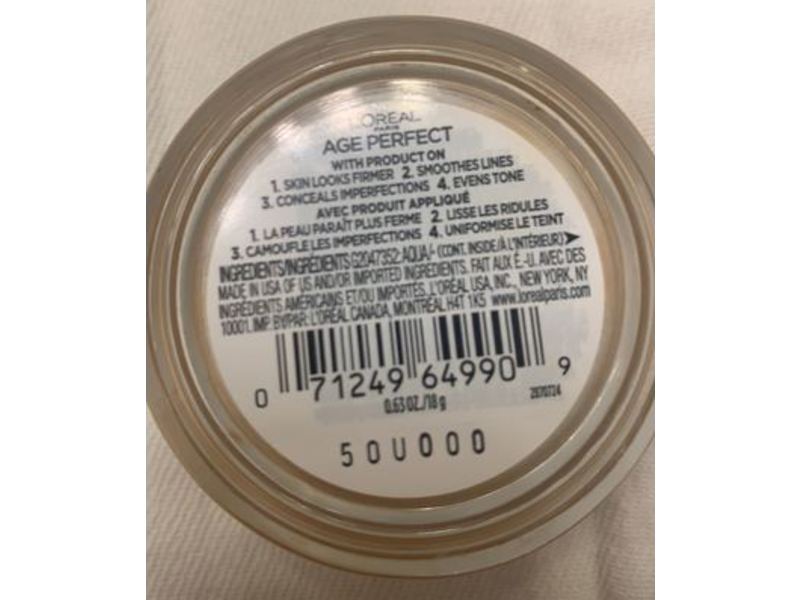 L'ORÉAL
PARIS
AGE PERFECT
WITH PRODUCT ON
1. SKIN LOOKS FIRMER 2. SMOOTHES LINES
3. CONCEALS IMPERFECTIONS 4. EVENS TONE
AVEC PRODUIT APPLIQUÉ
1. LA PEAU PARAÎT PLUS FERME 2. LISSE LES RIDULES
3. CAMOUFLE LES IMPERFECTIONS 4. UNIFORMISE LE TEINT
INGREDIENTS/INGRÉDIENTS G2047352: AQUA/- (CONT. INSIDE/À L'INTÉRIEUR)
MADE IN USA OF US AND/OR IMPORTED INGREDIENTS. FAIT AUX É.-U. AVEC DES
INGRÉDIENTS AMÉRICAINS ET/OU IMPORTÉS. L'ORÉAL USA, INC., NEW YORK, NY
10001. IMP. BY/PAR: L'ORÉAL CANADA, MONTRÉAL H4T 1K5 www.lorealparis.com
0 71249 64990 9
0.63 OZ./18 g 2970724
50U000